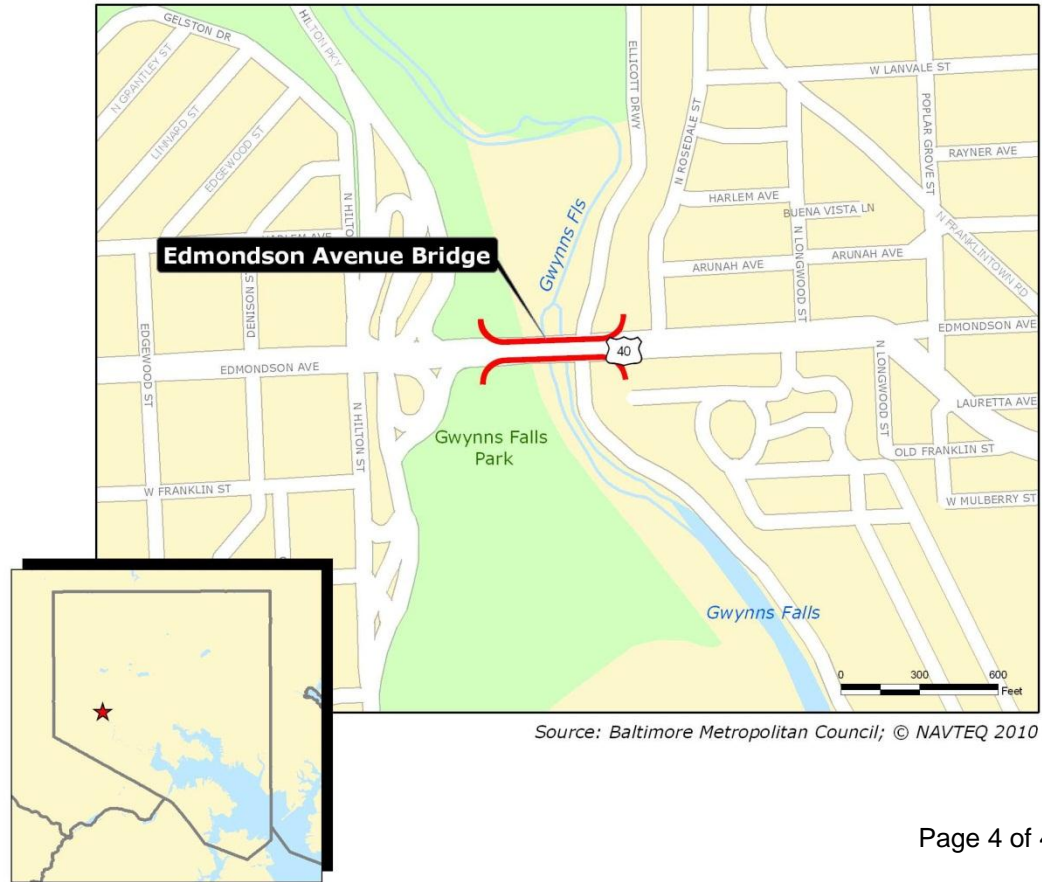 GELSTON DR
HILTON PKY
N GRANTLEY ST
LINNARD ST
EDGEWOOD ST
ELLICOTT DRWY
N ROSEDALE ST
W LANVALE ST
POPLAR GROVE ST
RAYNER AVE
HARLEM AVE
BUENA VISTA LN
N LONGWOOD ST
N FRANKLINTOWN RD
ARUNAH AVE
ARUNAH AVE
N HILTON
Edmondson Avenue Bridge
Gwynns Fls
EDGEWOOD ST
DENISON ST
EDMONDSON AVE
40
EDMONDSON AVE
N HILTON ST
N LONGWOOD ST
LAURETTA AVE
Gwynns Falls
Park
OLD FRANKLIN ST
W FRANKLIN ST
W MULBERRY ST
Gwynns Falls
0 300 600
Feet
Source: Baltimore Metropolitan Council; © NAVTEQ 2010
Page 4 of 4